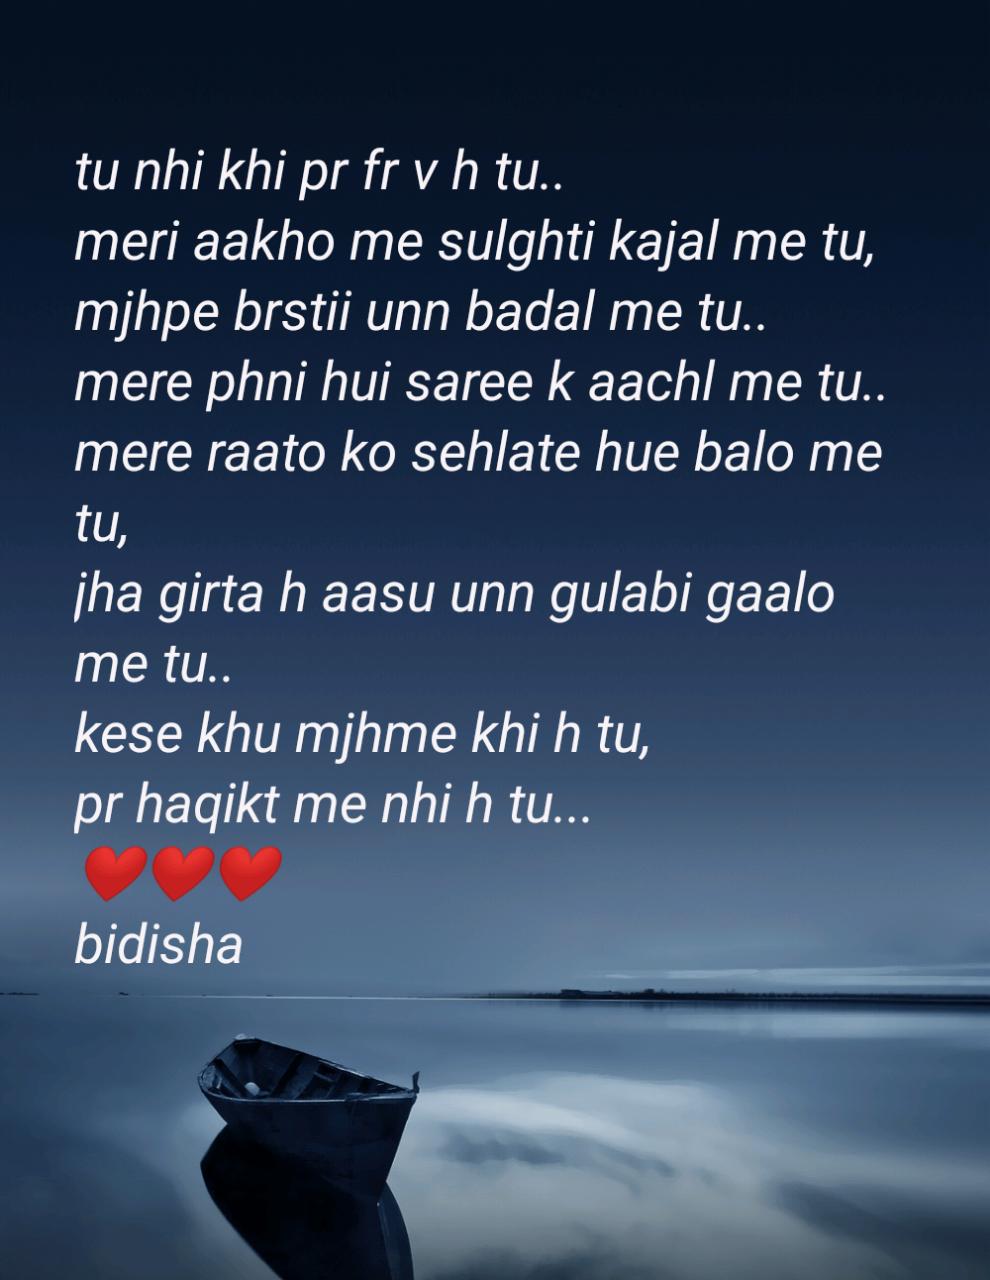 tu nhi khi pr fr v h tu..
meri aakho me sulghti kajal me tu,
mjhpe brstii unn badal me tu..
mere phni hui saree k aachl me tu..
mere raato ko sehlate hue balo me
tu,
jha girta h aasu unn gulabi gaalo
me tu..
kese khu mjhme khi h tu,
pr haqikt me nhi h tu...
❤️❤️❤️
bidisha